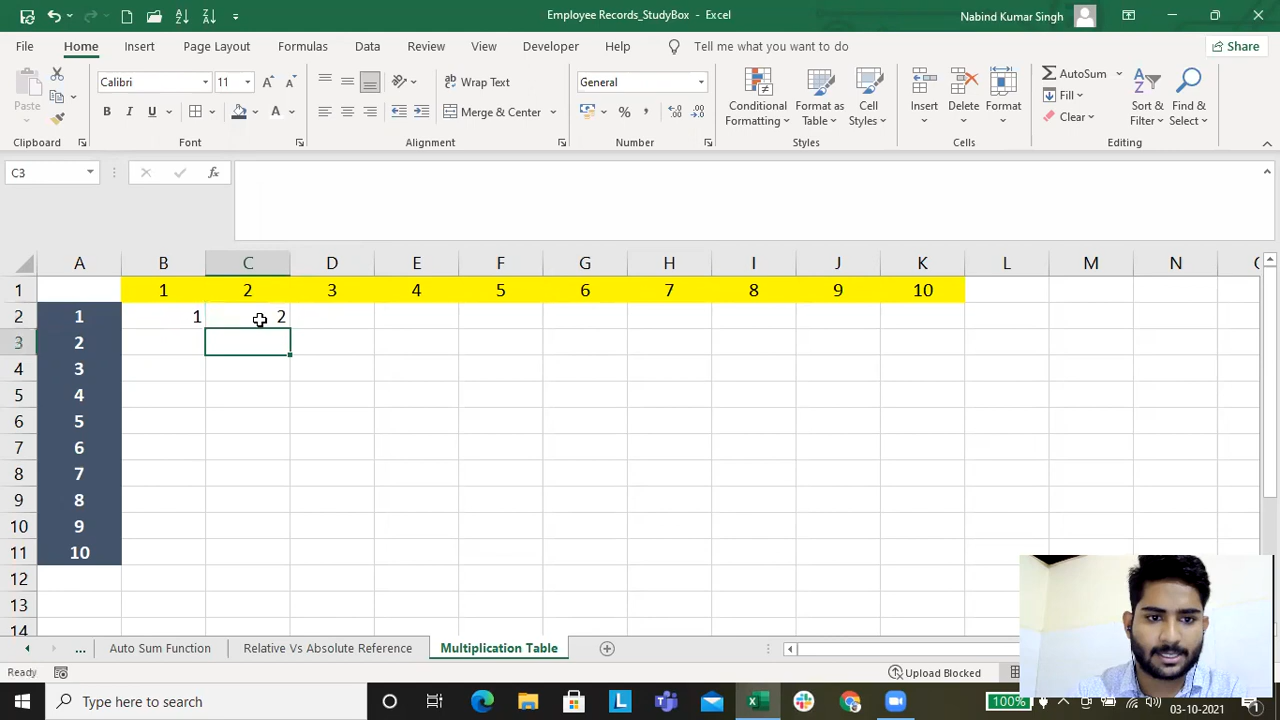 Employee Records_StudyBox - Excel
Nabind Kumar Singh
File Home Insert Page Layout Formulas Data Review View Developer Help Tell me what you want to do Share
Paste
Clipboard
Calibri 11
B I U A
Font
Wrap Text
Merge & Center
Alignment
General
% ,
Number
Conditional Formatting
Format as Table
Cell Styles
Styles
Insert Delete Format
Cells
AutoSum
Fill
Clear
Sort & Filter
Find & Select
Editing
C3 fx
A B C D E F G H I J K L M N
1 1 2 3 4 5 6 7 8 9 10
2 1 1 2
3 2
4 3
5 4
6 5
7 6
8 7
9 8
10 9
11 10
12
13
14
... Auto Sum Function Relative Vs Absolute Reference Multiplication Table
Ready Upload Blocked
Type here to search 100% 03-10-2021